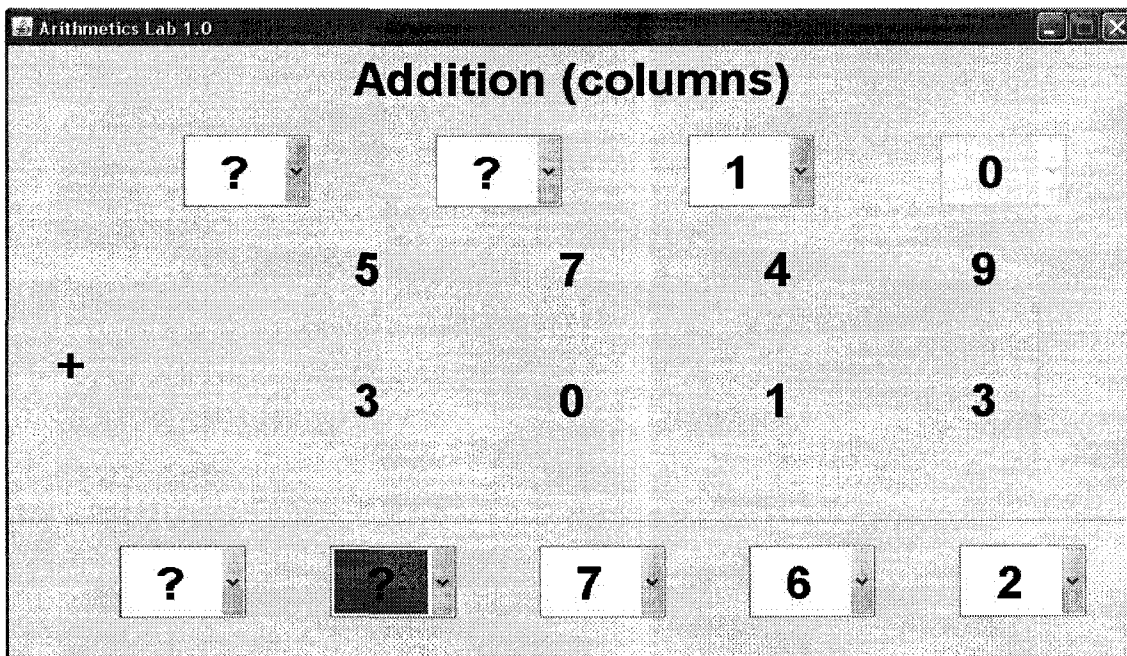 Arithmetics Lab 1.0
Addition (columns)
? ? 1 0
5 7 4 9
+
3 0 1 3
? ? 7 6 2